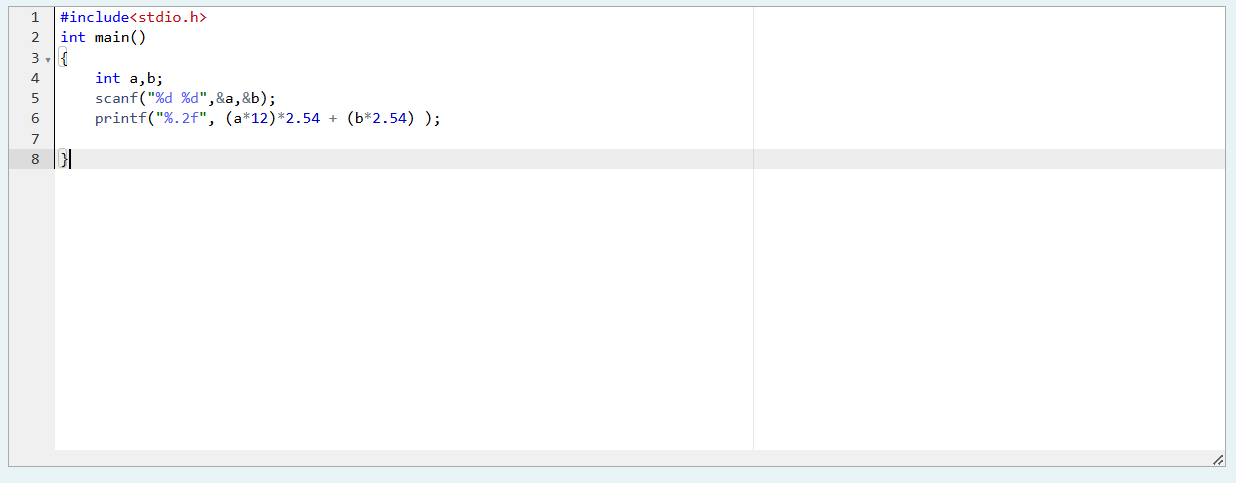 1 #include<stdio.h>
2 int main()
3 {
4     int a,b;
5     scanf("%d %d",&a,&b);
6     printf("%.2f", (a*12)*2.54 + (b*2.54) );
7
8 }